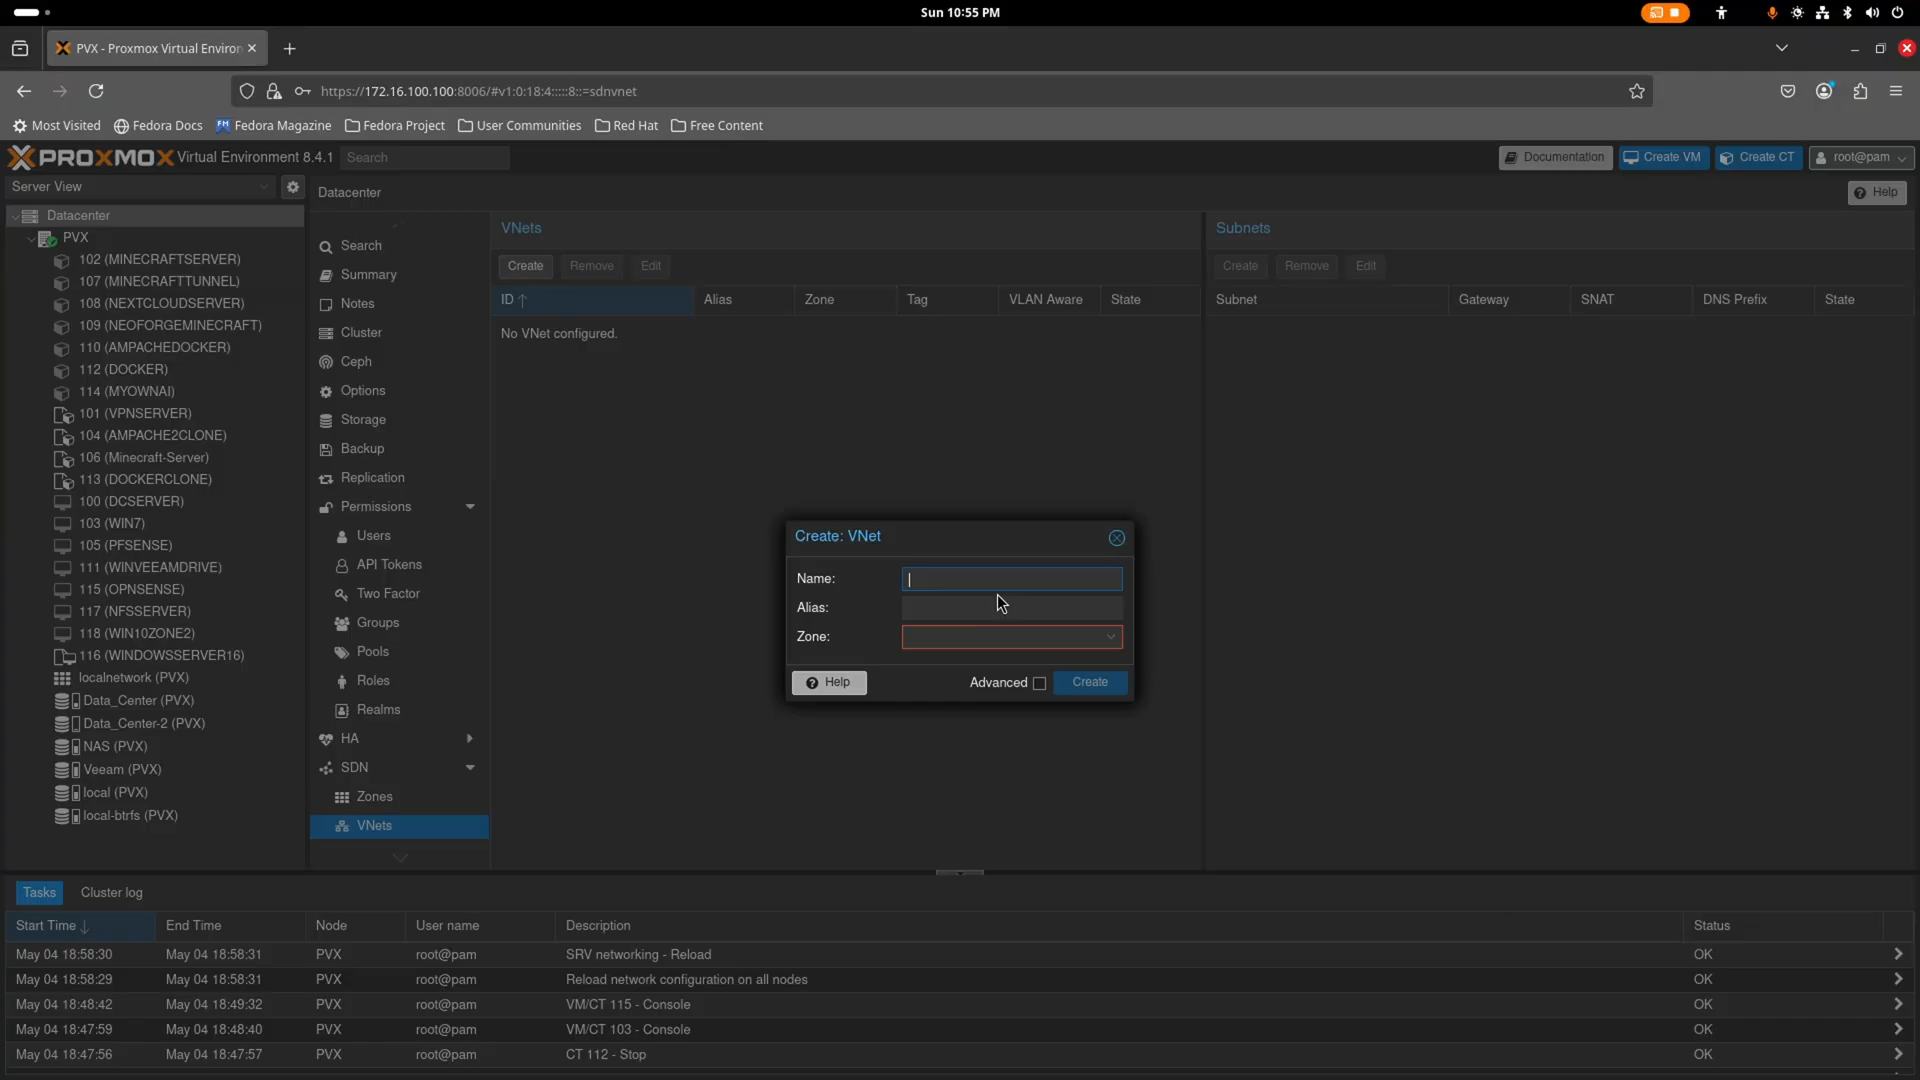 Sun 10:55 PM
PVX - Proxmox Virtual Environ
https://172.16.100.100:8006/#v1:0:18:4:::::8::=sdnvnet
Most Visited
Fedora Docs
Fedora Magazine
Fedora Project
User Communities
Red Hat
Free Content
PROXMOX Virtual Environment 8.4.1
Search
Documentation
Create VM
Create CT
root@pam
Server View
Datacenter
Help
Datacenter
PVX
102 (MINECRAFTSERVER)
107 (MINECRAFTTUNNEL)
108 (NEXTCLOUDSERVER)
109 (NEOFORGEMINECRAFT)
110 (AMPACHEDOCKER)
112 (DOCKER)
114 (MYOWNAI)
101 (VPNSERVER)
104 (AMPACHE2CLONE)
106 (Minecraft-Server)
113 (DOCKERCLONE)
100 (DCSERVER)
103 (WIN7)
105 (PFSENSE)
111 (WINVEEAMDRIVE)
115 (OPNSENSE)
117 (NFSSERVER)
118 (WIN10ZONE2)
116 (WINDOWSSERVER16)
localnetwork (PVX)
Data_Center (PVX)
Data_Center-2 (PVX)
NAS (PVX)
Veeam (PVX)
local (PVX)
local-btrfs (PVX)
Search
Summary
Notes
Cluster
Ceph
Options
Storage
Backup
Replication
Permissions
Users
API Tokens
Two Factor
Groups
Pools
Roles
Realms
HA
SDN
Zones
VNets
VNets
Create Remove Edit
ID Alias Zone Tag VLAN Aware State
No VNet configured.
Subnets
Create Remove Edit
Subnet Gateway SNAT DNS Prefix State
Create: VNet
Name:
Alias:
Zone:
Help
Advanced
Create
Tasks Cluster log
Start Time End Time Node User name Description Status
May 04 18:58:30 May 04 18:58:31 PVX root@pam SRV networking - Reload OK
May 04 18:58:29 May 04 18:58:31 PVX root@pam Reload network configuration on all nodes OK
May 04 18:48:42 May 04 18:49:32 PVX root@pam VM/CT 115 - Console OK
May 04 18:47:59 May 04 18:48:40 PVX root@pam VM/CT 103 - Console OK
May 04 18:47:56 May 04 18:47:57 PVX root@pam CT 112 - Stop OK